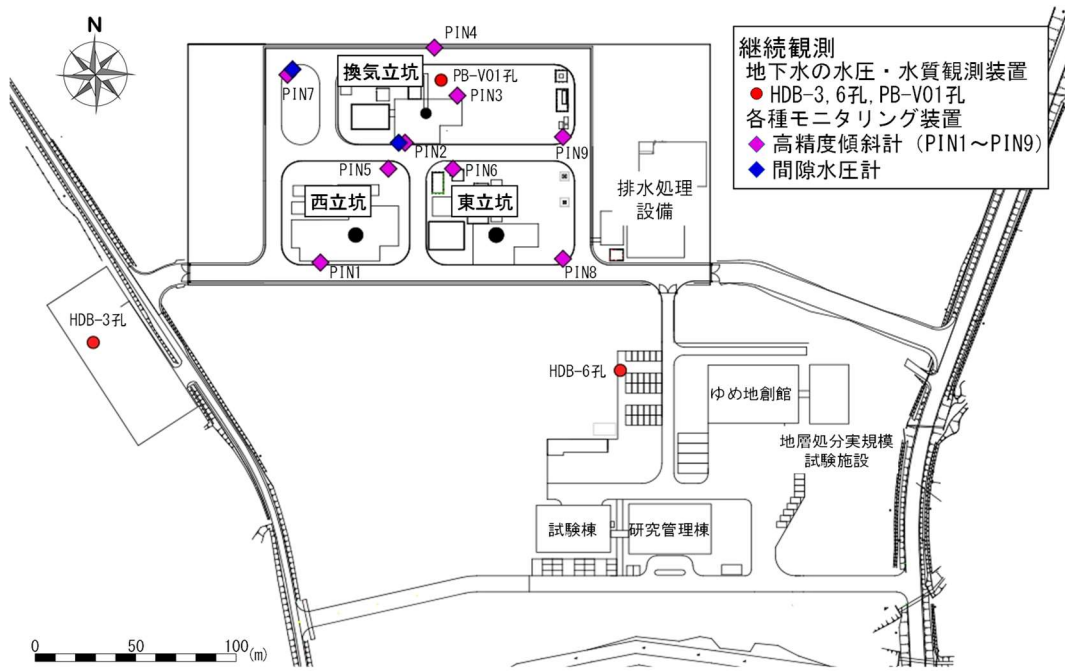 N
PIN4
継続観測
地下水の水圧・水質観測装置
HDB-3,6孔,PB-V01孔
各種モニタリング装置
高精度傾斜計（PIN1～PIN9）
間隙水圧計
換気立坑
PB-V01孔
PIN7
PIN3
PIN2
PIN9
PIN5
PIN6
西立坑
東立坑
排水処理
設備
PIN1
PIN8
HDB-3孔
HDB-6孔
ゆめ地創館
地層処分実規模
試験施設
試験棟
研究管理棟
0 50 100(m)